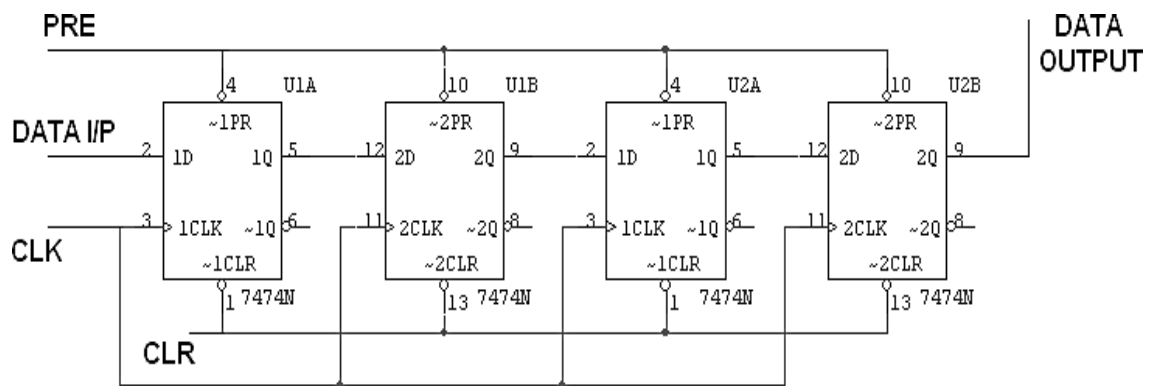 PRE
DATA
OUTPUT
4 U1A 10 U1B 4 U2A 10 U2B
~1PR ~2PR ~1PR ~2PR
DATA I/P
2 1D 1Q 5 12 2D 2Q 9 2 1D 1Q 5 12 2D 2Q 9
3 1CLK ~1Q 6 11 2CLK ~2Q 8 3 1CLK ~1Q 6 11 2CLK ~2Q 8
CLK
~1CLR ~2CLR ~1CLR ~2CLR
1 7474N 13 7474N 1 7474N 13 7474N
CLR